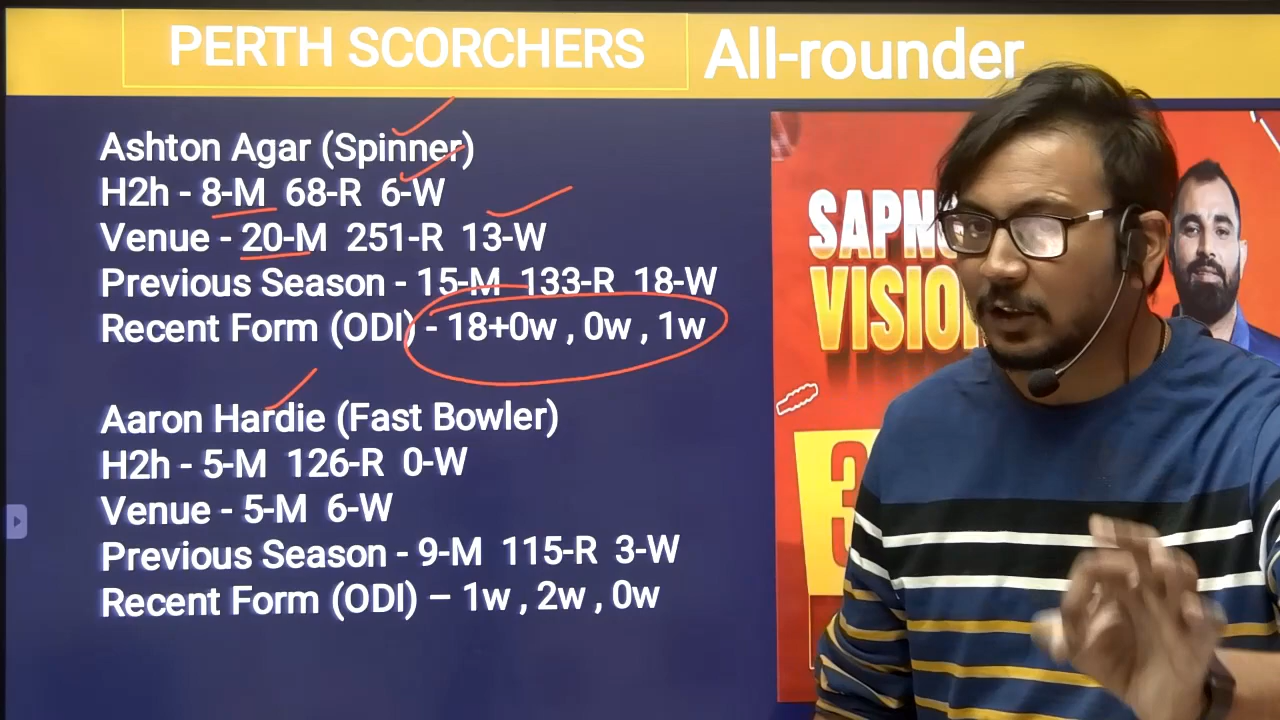 PERTH SCORCHERS All-rounder
Ashton Agar (Spinner)
H2h - 8-M 68-R 6-W
Venue - 20-M 251-R 13-W
Previous Season - 15-M 133-R 18-W
Recent Form (ODI) - 18+0w , 0w , 1w
Aaron Hardie (Fast Bowler)
H2h - 5-M 126-R 0-W
Venue - 5-M 6-W
Previous Season - 9-M 115-R 3-W
Recent Form (ODI) – 1w , 2w , 0w
3